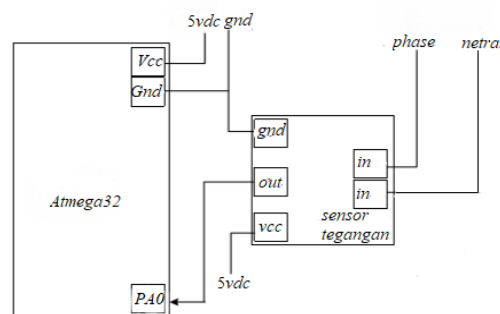 5vdc gnd
phase
netral
Vcc
Gnd
gnd
in
Atmega32
out
in
vcc
sensor
tegangan
5vdc
PA0